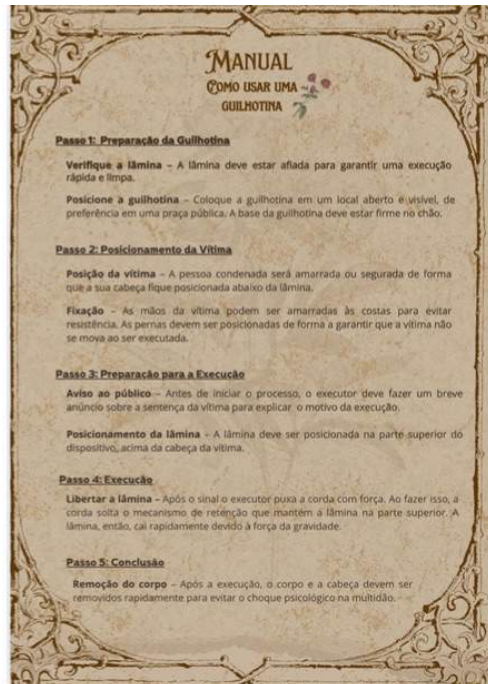 MANUAL
COMO USAR UMA
GUILHOTINA
Passo 1: Preparação da Guilhotina
Verifique a lâmina – A lâmina deve estar afiada para garantir uma execução
rápida e limpa.
Posicione a guilhotina – Coloque a guilhotina em um local aberto e visível, de
preferência em uma praça pública. A base da guilhotina deve estar firme no chão.
Passo 2: Posicionamento da Vítima
Posição da vítima – A pessoa condenada será amarrada ou segurada de forma
que a sua cabeça fique posicionada abaixo da lâmina.
Fixação – As mãos da vítima podem ser amarradas às costas para evitar
resistência. As pernas devem ser posicionadas de forma a garantir que a vítima não
se mova ao ser executada.
Passo 3: Preparação para a Execução
Aviso ao público – Antes de iniciar o processo, o executor deve fazer um breve
anúncio sobre a sentença da vítima para explicar o motivo da execução.
Posicionamento da lâmina – A lâmina deve ser posicionada na parte superior do
dispositivo, acima da cabeça da vítima.
Passo 4: Execução
Libertar a lâmina – Após o sinal o executor puxa a corda com força. Ao fazer isso, a
corda solta o mecanismo de retenção que mantém a lâmina na parte superior. A
lâmina, então, cai rapidamente devido à força da gravidade.
Passo 5: Conclusão
Remoção do corpo – Após a execução, o corpo e a cabeça devem ser
removidos rapidamente para evitar o choque psicológico na multidão.